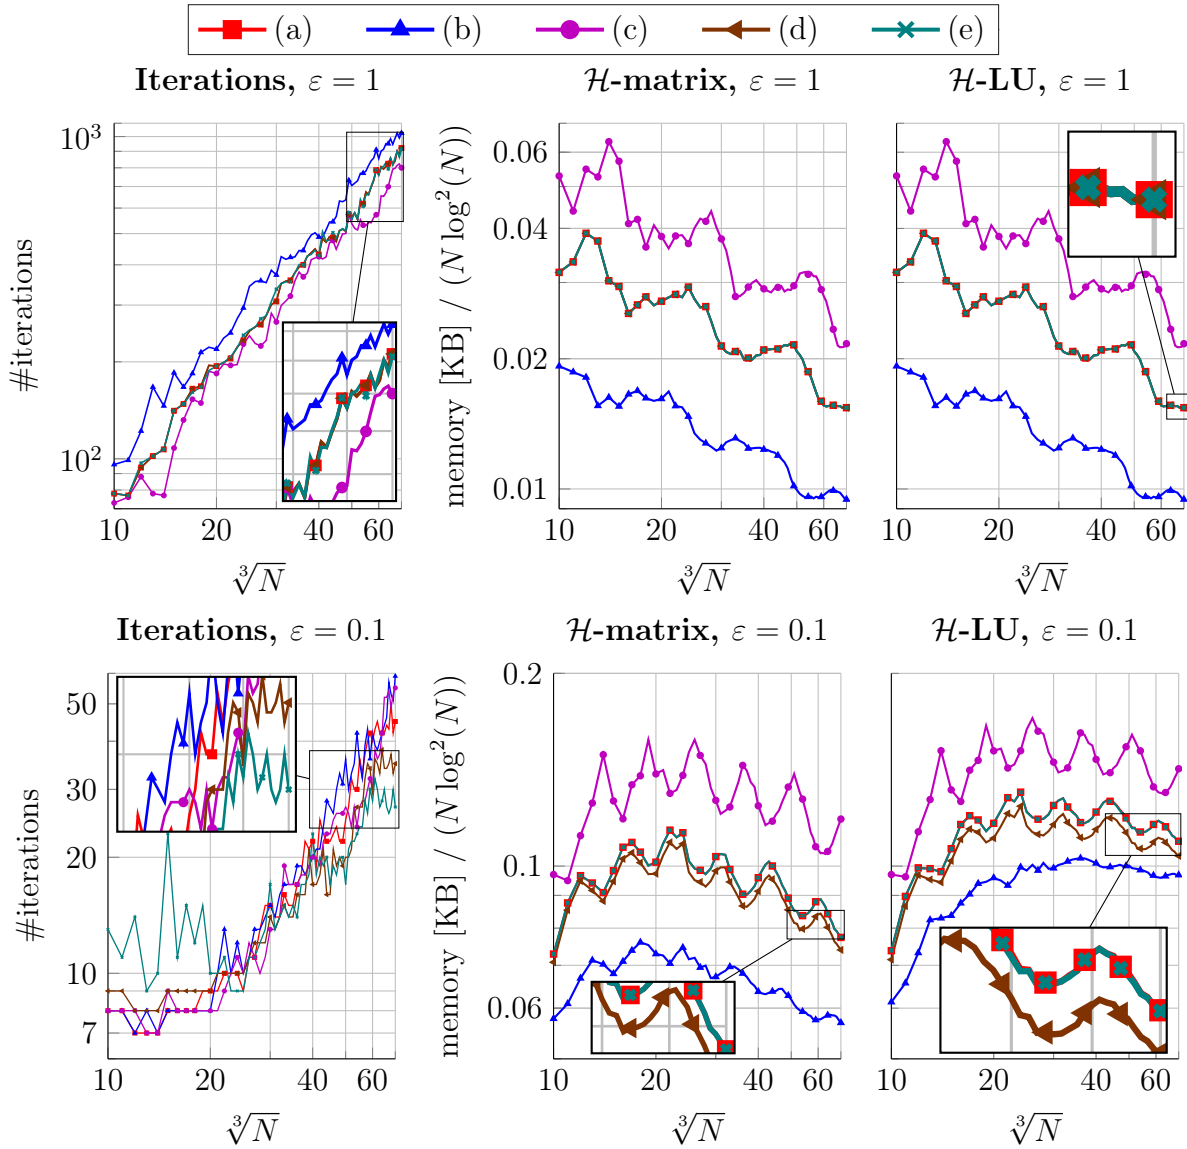 (a) (b) (c) (d) (e)
Iterations, ε = 1
10³
10²
#iterations
10 20 40 60
∛N
H-matrix, ε = 1
0.06
0.04
0.02
0.01
memory [KB] / (N log²(N))
10 20 40 60
∛N
H-LU, ε = 1
10 20 40 60
∛N
Iterations, ε = 0.1
50
30
20
10
7
#iterations
10 20 40 60
∛N
H-matrix, ε = 0.1
0.2
0.1
0.06
memory [KB] / (N log²(N))
10 20 40 60
∛N
H-LU, ε = 0.1
10 20 40 60
∛N